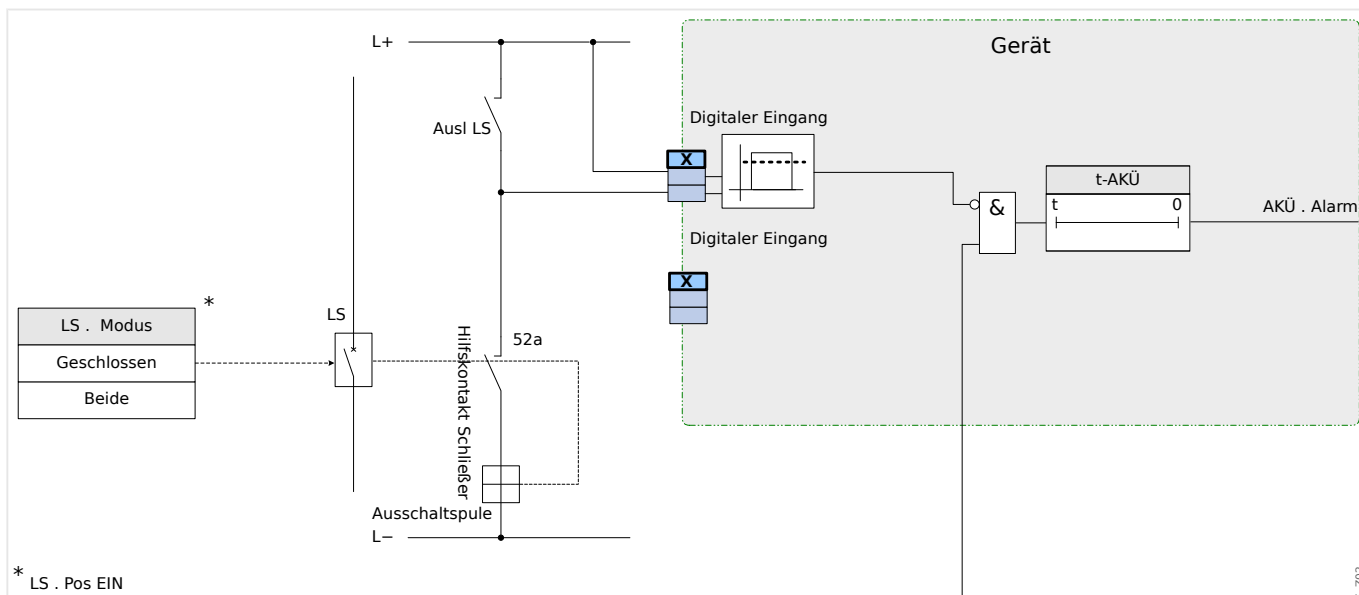 L+
Gerät
Ausl LS
Digitaler Eingang
X
t-AKÜ
t 0
&
AKÜ . Alarm
Digitaler Eingang
X
*
LS . Modus
Geschlossen
Beide
LS
52a
Hilfskontakt Schließer
Ausschaltspule
L−
* LS . Pos EIN